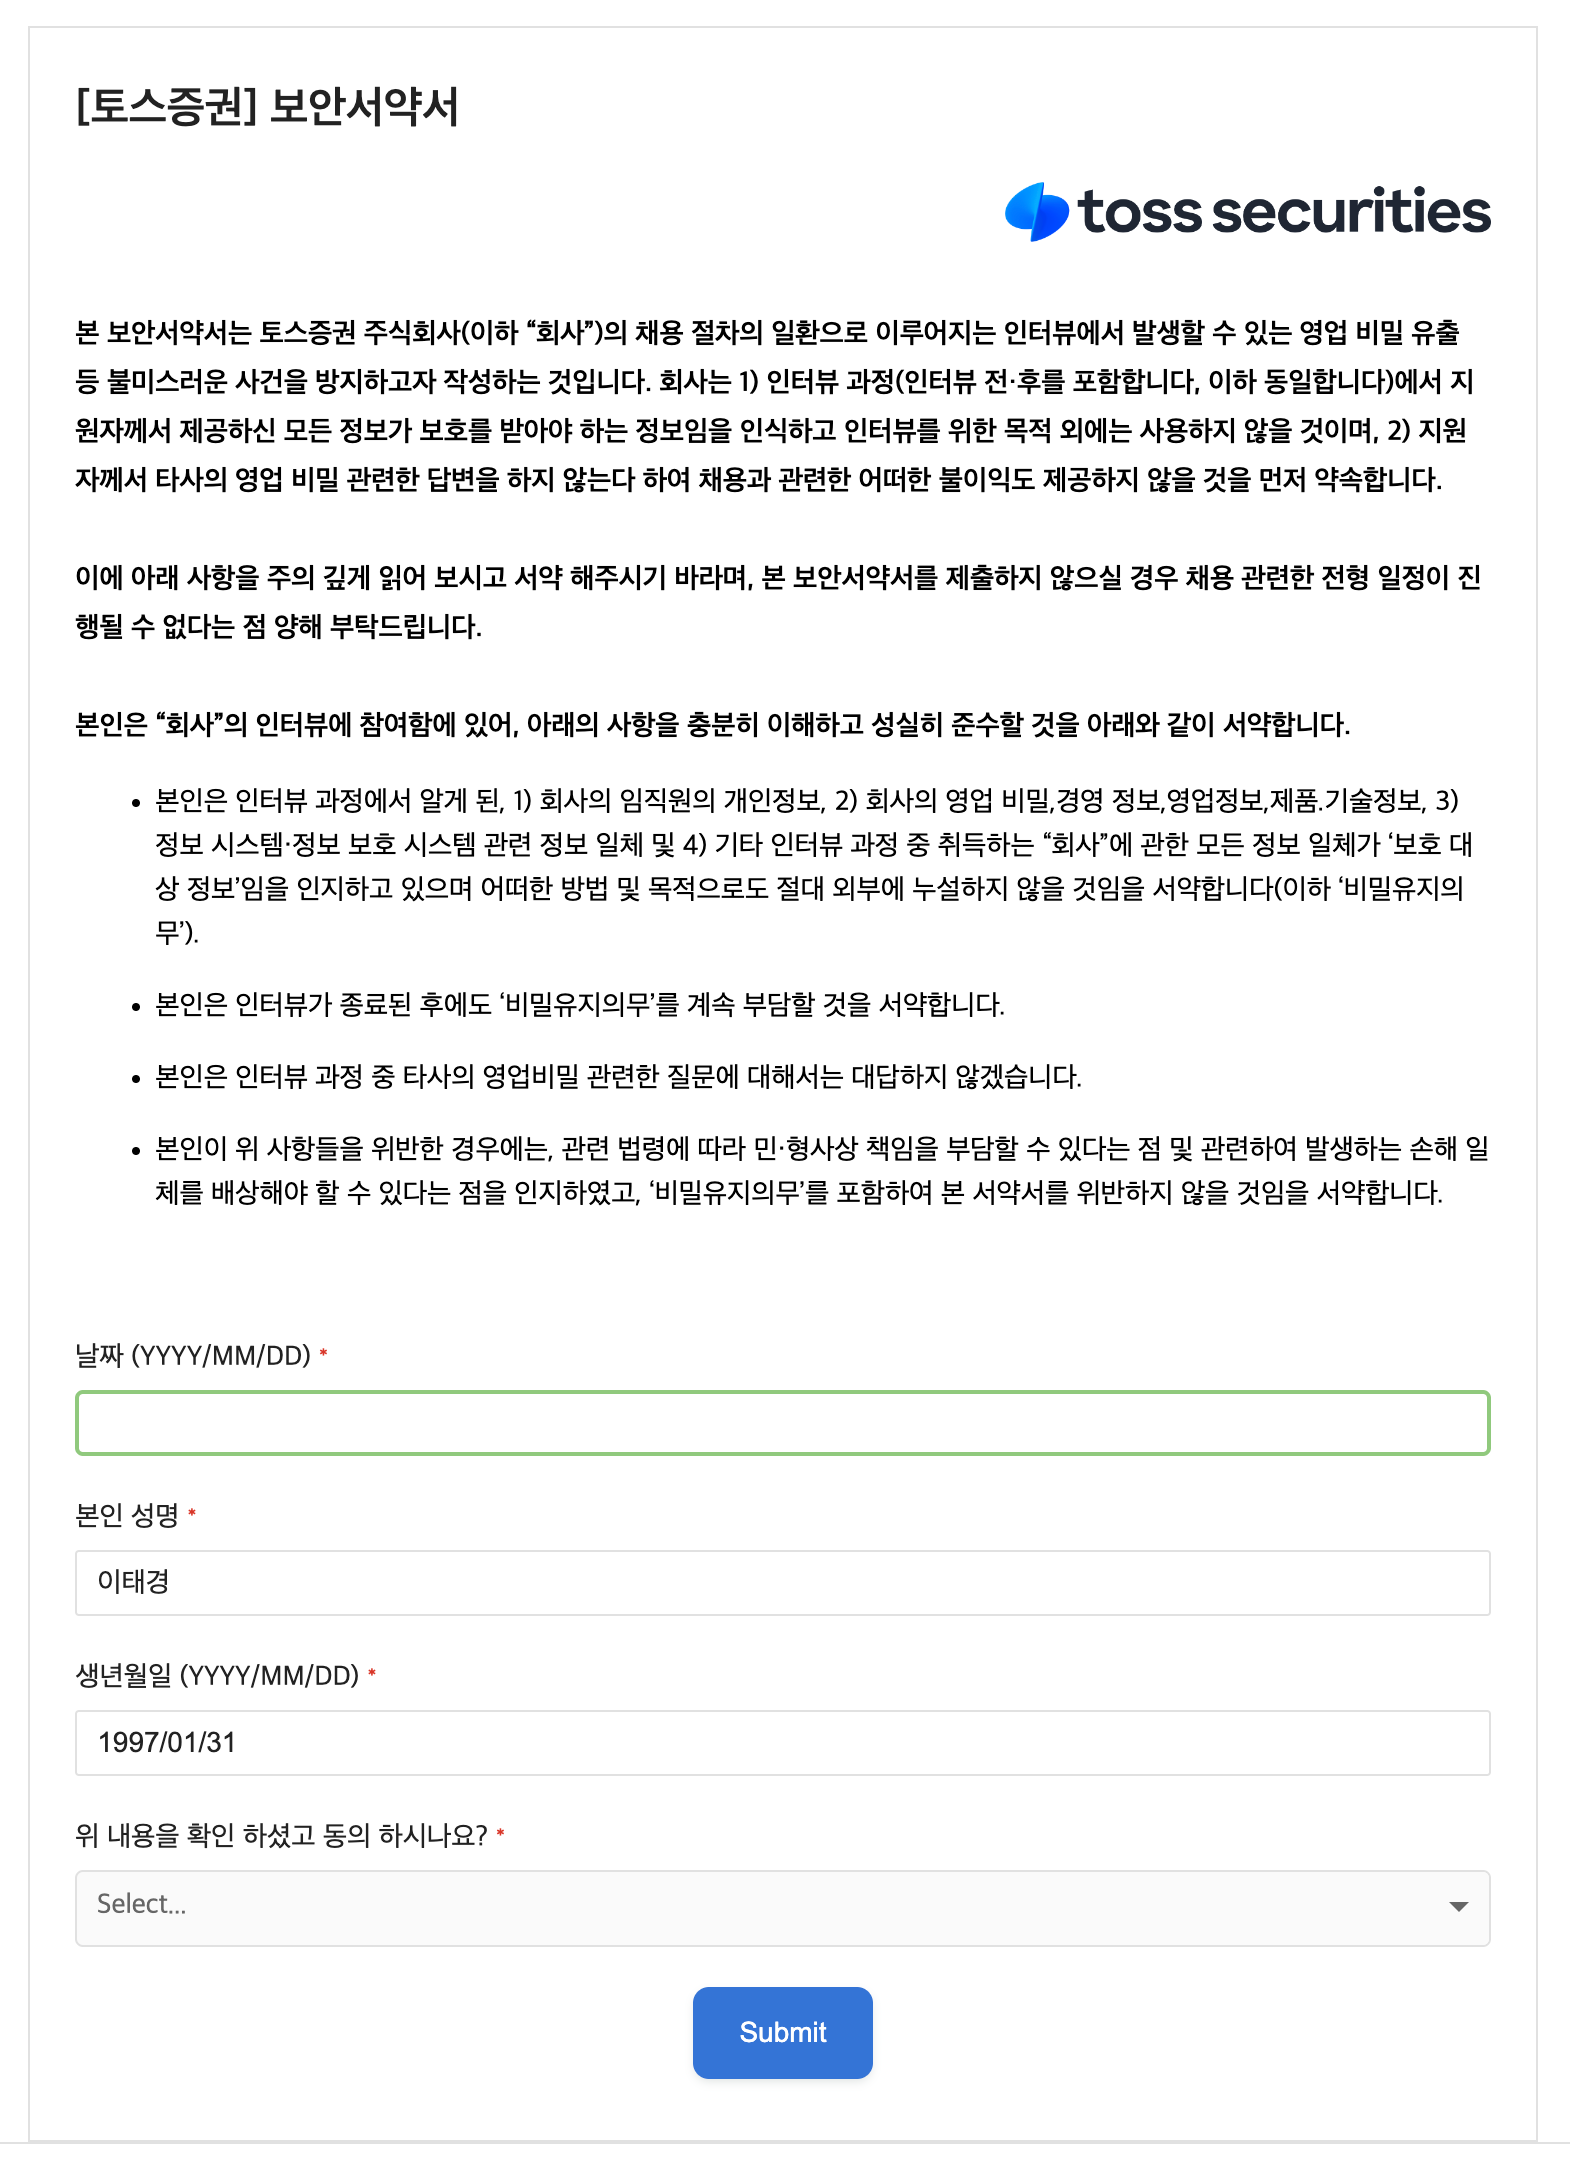 [토스증권] 보안서약서
toss securities
본 보안서약서는 토스증권 주식회사(이하 “회사”)의 채용 절차의 일환으로 이루어지는 인터뷰에서 발생할 수 있는 영업 비밀 유출
등 불미스러운 사건을 방지하고자 작성하는 것입니다. 회사는 1) 인터뷰 과정(인터뷰 전·후를 포함합니다, 이하 동일합니다)에서 지
원자께서 제공하신 모든 정보가 보호를 받아야 하는 정보임을 인식하고 인터뷰를 위한 목적 외에는 사용하지 않을 것이며, 2) 지원
자께서 타사의 영업 비밀 관련한 답변을 하지 않는다 하여 채용과 관련한 어떠한 불이익도 제공하지 않을 것을 먼저 약속합니다.
이에 아래 사항을 주의 깊게 읽어 보시고 서약 해주시기 바라며, 본 보안서약서를 제출하지 않으실 경우 채용 관련한 전형 일정이 진
행될 수 없다는 점 양해 부탁드립니다.
본인은 “회사”의 인터뷰에 참여함에 있어, 아래의 사항을 충분히 이해하고 성실히 준수할 것을 아래와 같이 서약합니다.
• 본인은 인터뷰 과정에서 알게 된, 1) 회사의 임직원의 개인정보, 2) 회사의 영업 비밀,경영 정보,영업정보,제품.기술정보, 3)
정보 시스템·정보 보호 시스템 관련 정보 일체 및 4) 기타 인터뷰 과정 중 취득하는 “회사”에 관한 모든 정보 일체가 ‘보호 대
상 정보’임을 인지하고 있으며 어떠한 방법 및 목적으로도 절대 외부에 누설하지 않을 것임을 서약합니다(이하 ‘비밀유지의
무’).
• 본인은 인터뷰가 종료된 후에도 ‘비밀유지의무’를 계속 부담할 것을 서약합니다.
• 본인은 인터뷰 과정 중 타사의 영업비밀 관련한 질문에 대해서는 대답하지 않겠습니다.
• 본인이 위 사항들을 위반한 경우에는, 관련 법령에 따라 민·형사상 책임을 부담할 수 있다는 점 및 관련하여 발생하는 손해 일
체를 배상해야 할 수 있다는 점을 인지하였고, ‘비밀유지의무’를 포함하여 본 서약서를 위반하지 않을 것임을 서약합니다.
날짜 (YYYY/MM/DD) *
본인 성명 *
이태경
생년월일 (YYYY/MM/DD) *
1997/01/31
위 내용을 확인 하셨고 동의 하시나요? *
Select...
Submit